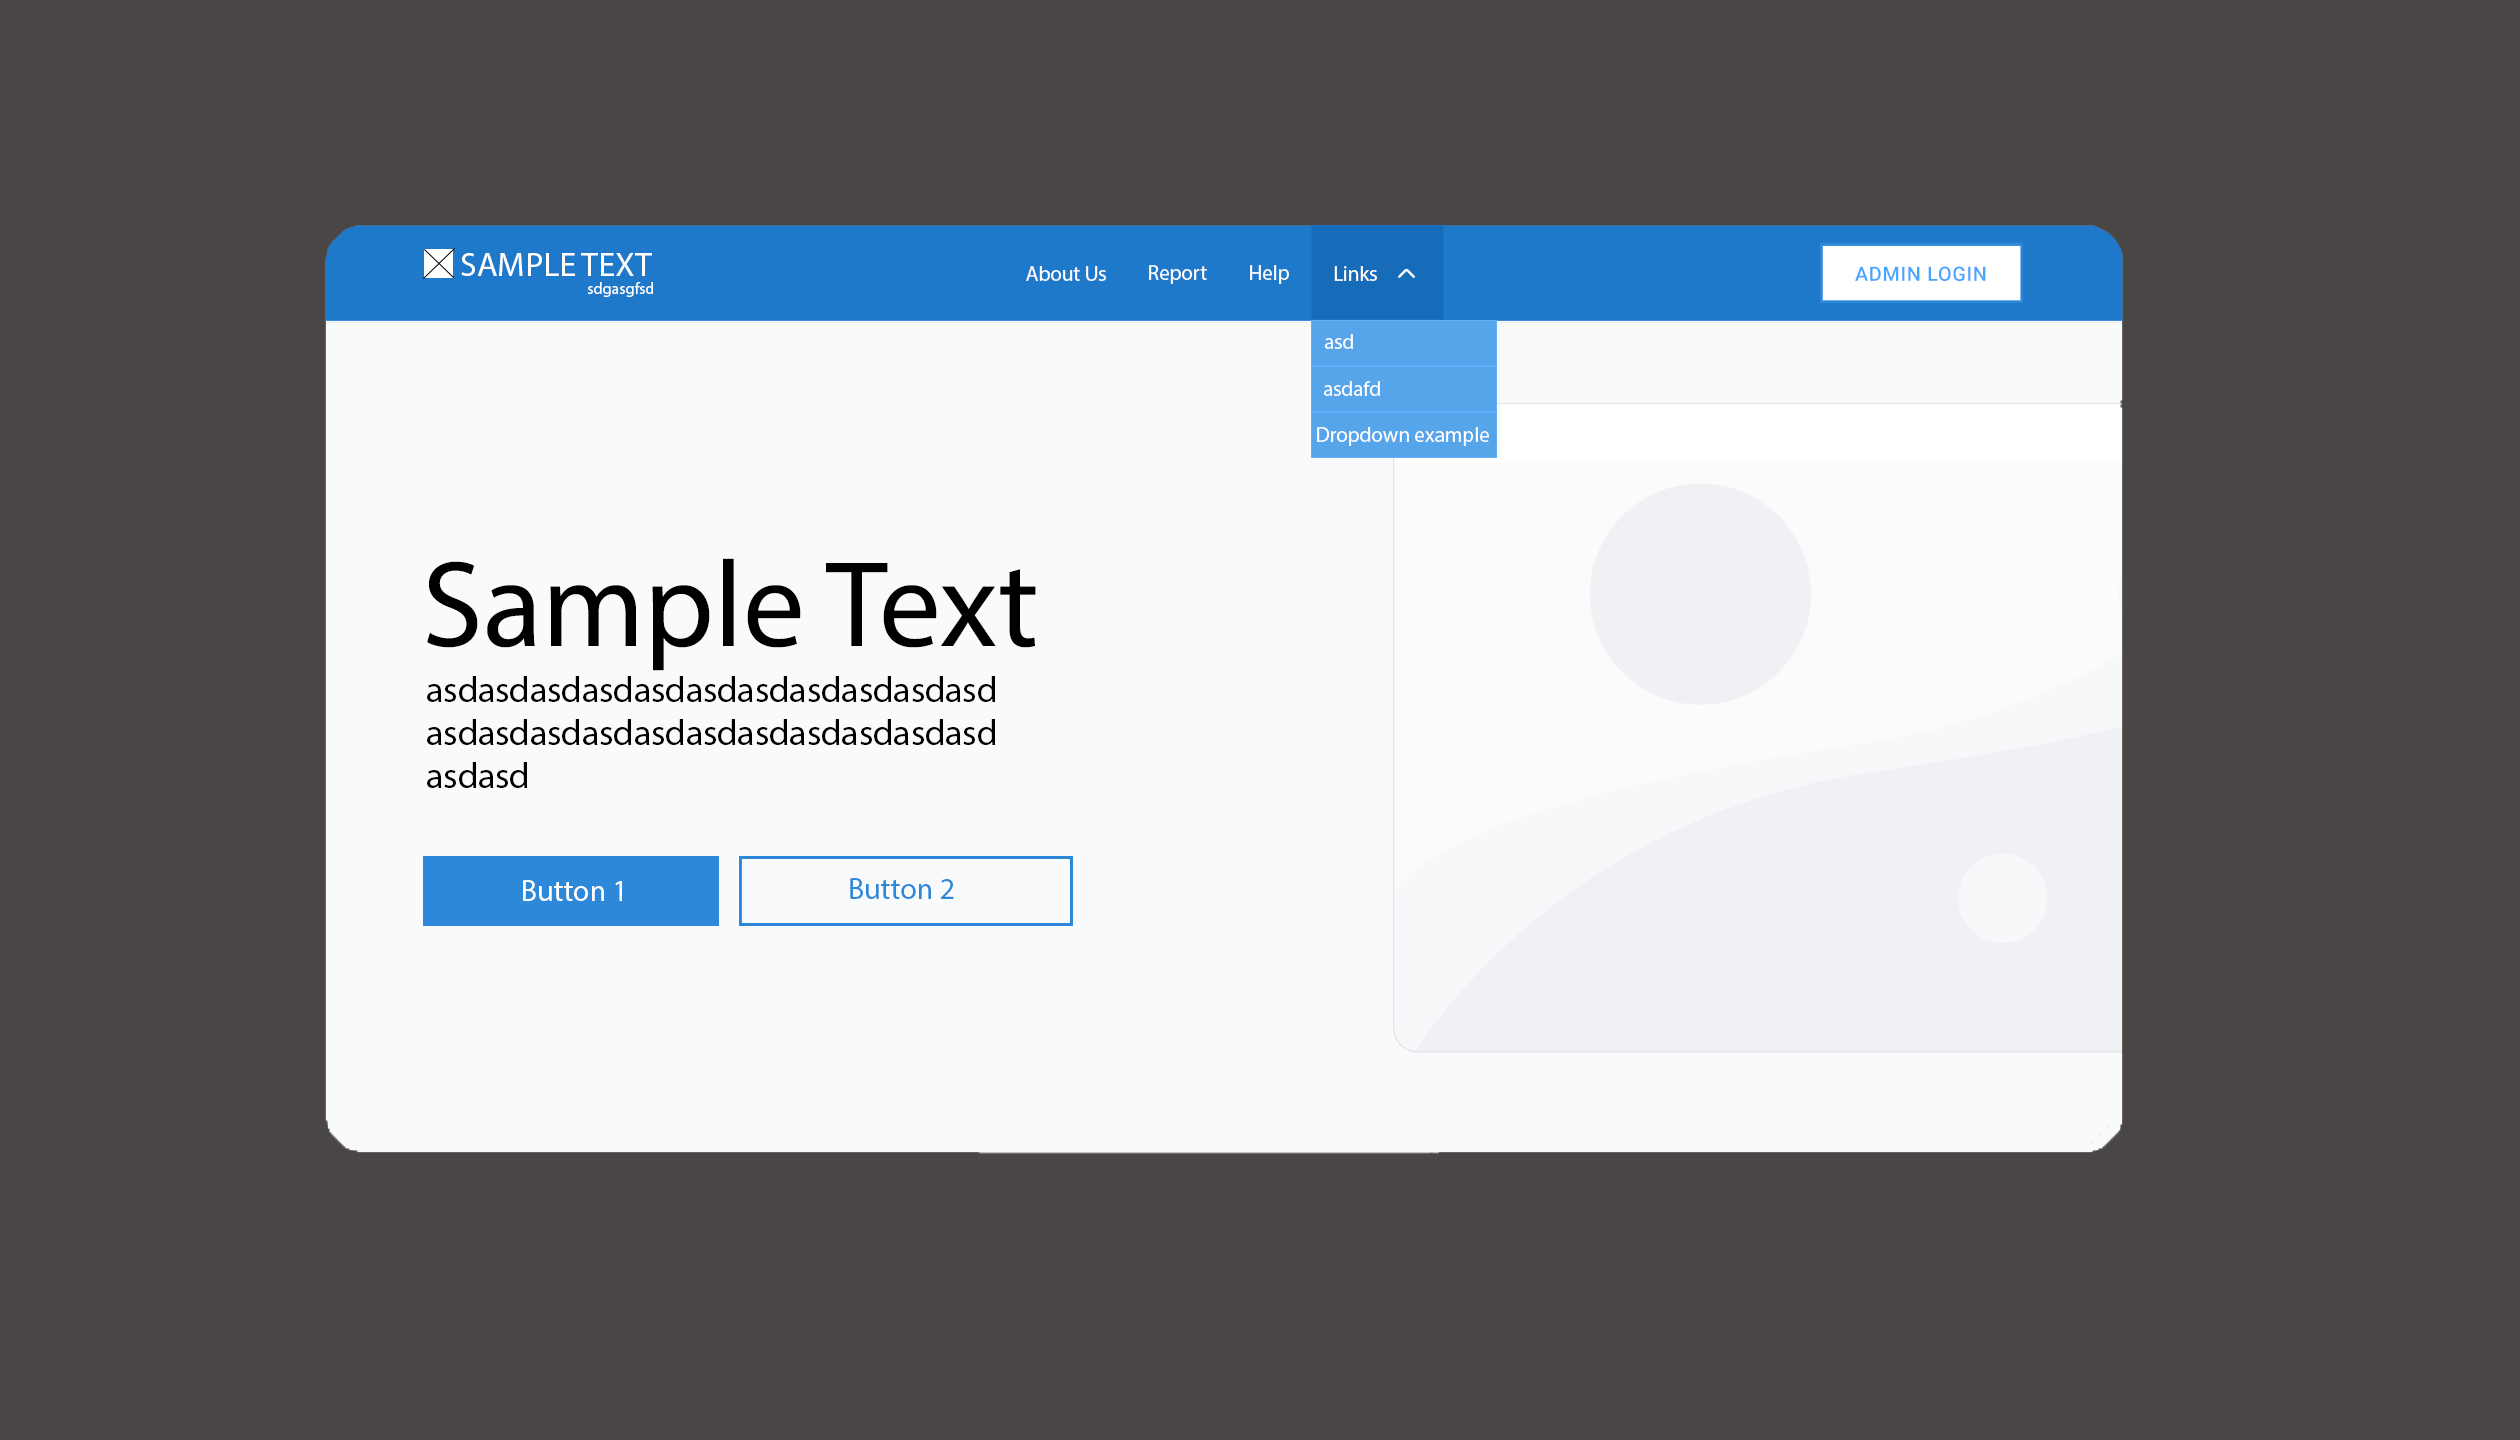 SAMPLE TEXT
sdgasgfsd
About Us
Report
Help
Links
ADMIN LOGIN
asd
asdafd
Dropdown example
Sample Text
asdasdasdasdasdasdasdasdasdasdasd
asdasdasdasdasdasdasdasdasdasdasd
asdasd
Button 1
Button 2